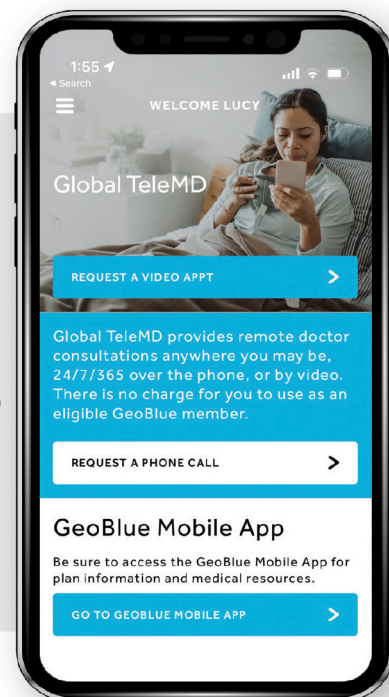 1:55
Search
WELCOME LUCY
Global TeleMD
REQUEST A VIDEO APPT
Global TeleMD provides remote doctor
consultations anywhere you may be,
24/7/365 over the phone, or by video.
There is no charge for you to use as an
eligible GeoBlue member.
REQUEST A PHONE CALL
GeoBlue Mobile App
Be sure to access the GeoBlue Mobile App for
plan information and medical resources.
GO TO GEOBLUE MOBILE APP